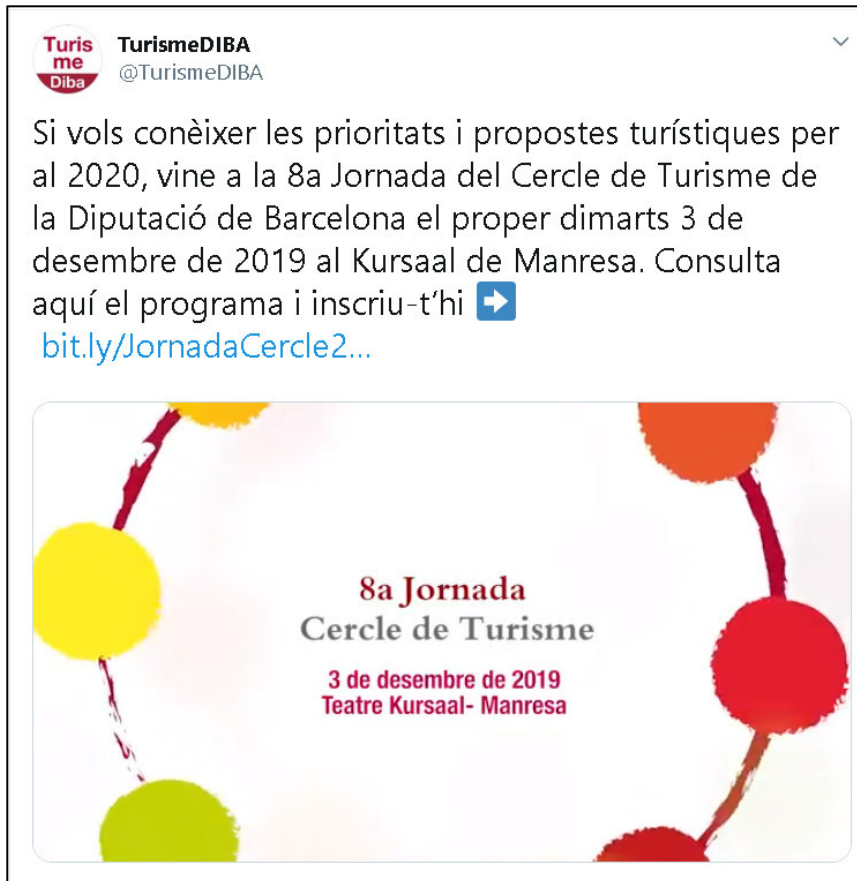 Turis
me
Diba
TurismeDIBA
@TurismeDIBA
Si vols conèixer les prioritats i propostes turístiques per
al 2020, vine a la 8a Jornada del Cercle de Turisme de
la Diputació de Barcelona el proper dimarts 3 de
desembre de 2019 al Kursaal de Manresa. Consulta
aquí el programa i inscriu-t’hi ➡
bit.ly/JornadaCercle2...
8a Jornada
Cercle de Turisme
3 de desembre de 2019
Teatre Kursaal- Manresa